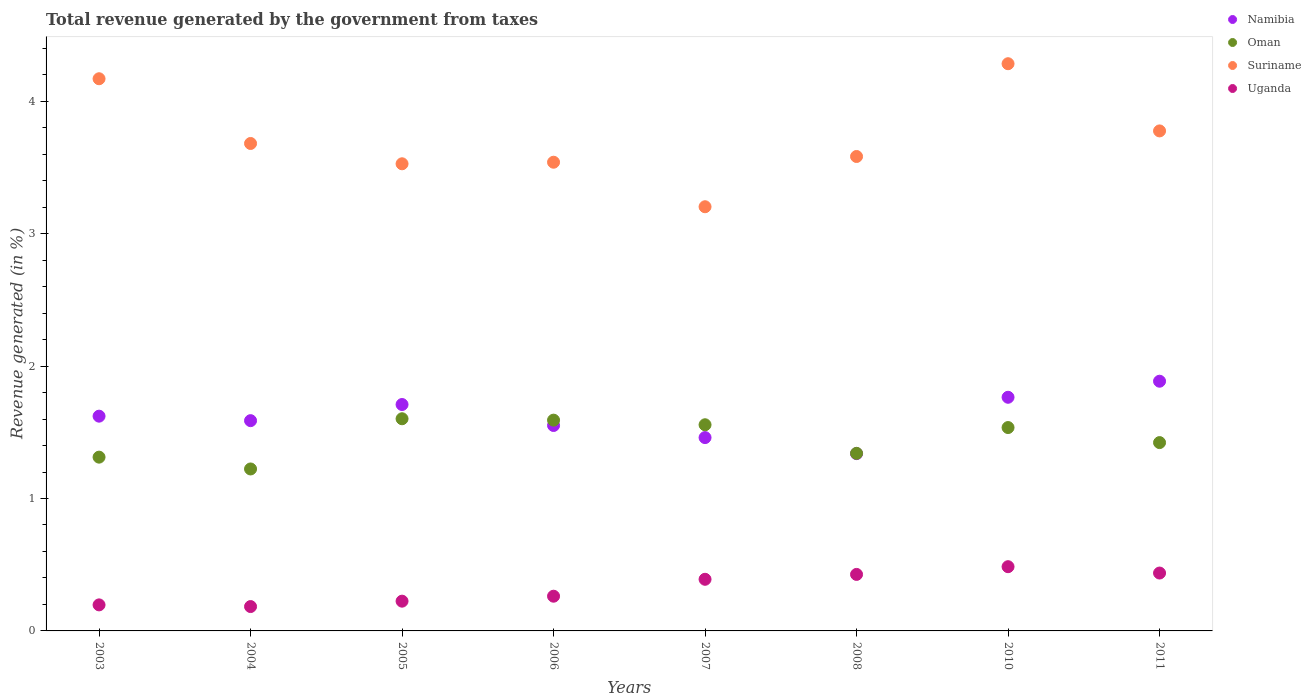 Total revenue generated by the government from taxes
Namibia
Oman
Suriname
Uganda
Revenue generated (in %)
4
3
2
1
0
2003
2004
2005
2006
2007
2008
2010
2011
Years